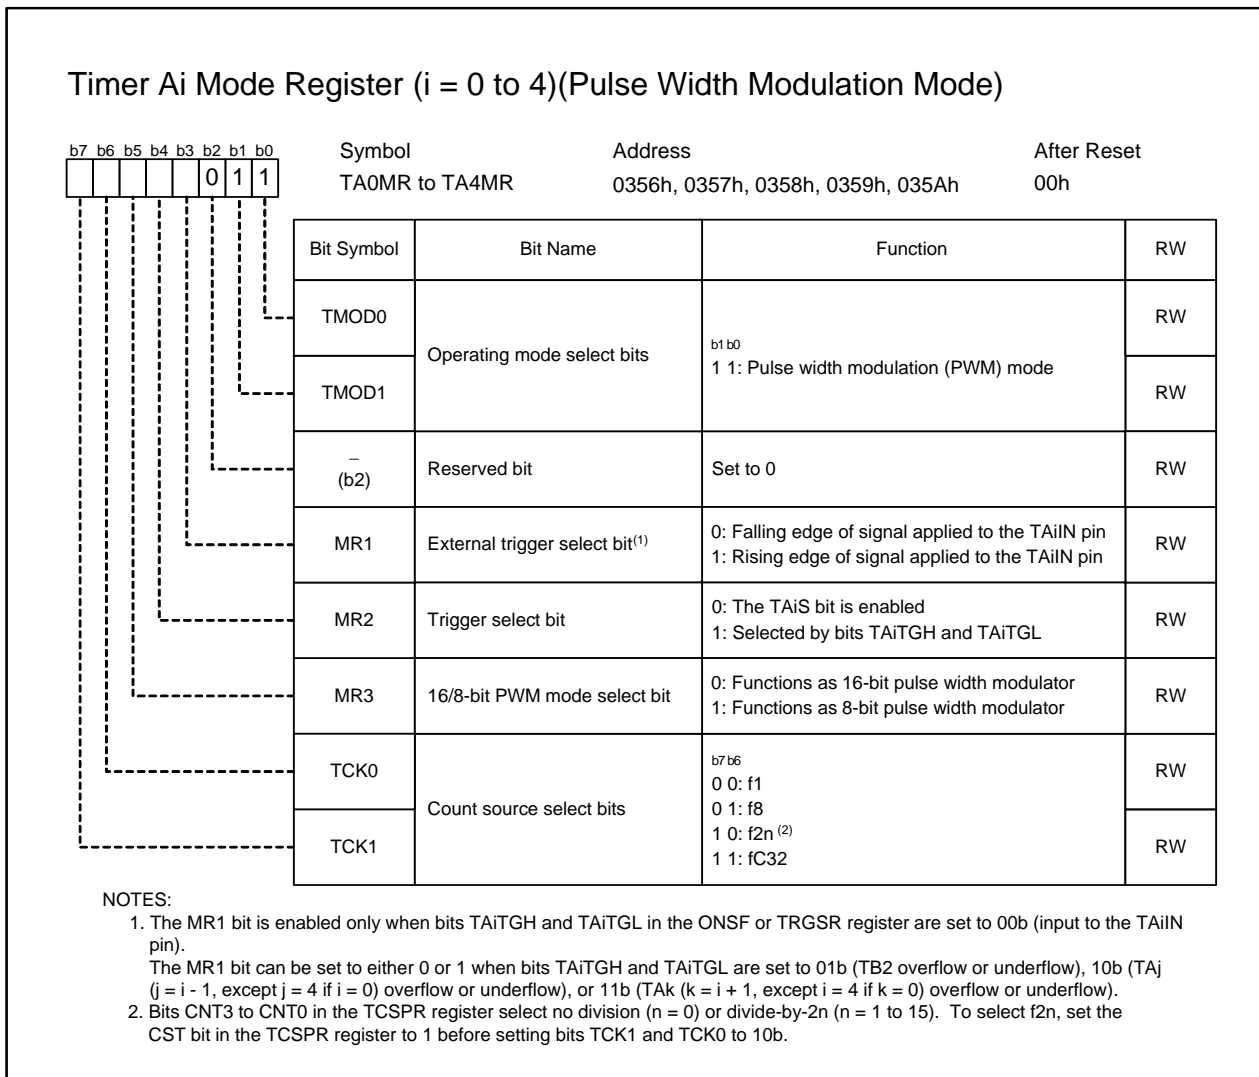 Timer Ai Mode Register (i = 0 to 4)(Pulse Width Modulation Mode)
b7 b6 b5 b4 b3 b2 b1 b0
0 1 1
Symbol Address After Reset
TA0MR to TA4MR 0356h, 0357h, 0358h, 0359h, 035Ah 00h
Bit Symbol Bit Name Function RW
TMOD0 RW
Operating mode select bits
b1 b0
1 1: Pulse width modulation (PWM) mode
TMOD1 RW
–
(b2) Reserved bit Set to 0 RW
MR1 External trigger select bit(1) 0: Falling edge of signal applied to the TAiIN pin
1: Rising edge of signal applied to the TAiIN pin RW
MR2 Trigger select bit 0: The TAiS bit is enabled
1: Selected by bits TAiTGH and TAiTGL RW
MR3 16/8-bit PWM mode select bit 0: Functions as 16-bit pulse width modulator
1: Functions as 8-bit pulse width modulator RW
TCK0 RW
Count source select bits
b7 b6
0 0: f1
0 1: f8
1 0: f2n (2)
1 1: fC32
TCK1 RW
NOTES:
1. The MR1 bit is enabled only when bits TAiTGH and TAiTGL in the ONSF or TRGSR register are set to 00b (input to the TAiIN
pin).
The MR1 bit can be set to either 0 or 1 when bits TAiTGH and TAiTGL are set to 01b (TB2 overflow or underflow), 10b (TAj
(j = i - 1, except j = 4 if i = 0) overflow or underflow), or 11b (TAk (k = i + 1, except i = 4 if k = 0) overflow or underflow).
2. Bits CNT3 to CNT0 in the TCSPR register select no division (n = 0) or divide-by-2n (n = 1 to 15). To select f2n, set the
CST bit in the TCSPR register to 1 before setting bits TCK1 and TCK0 to 10b.